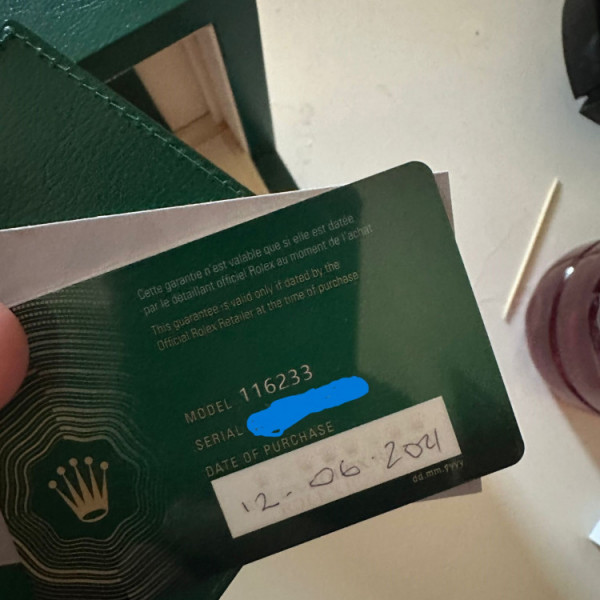 Cette garantie n'est valable que si elle est datée
par le détaillant officiel Rolex au moment de l'achat
This guarantee is valid only if dated by the
Official Rolex Retailer at the time of purchase
MODEL 116233
SERIAL
DATE OF PURCHASE
12-06-2021
dd.mm.yyyy